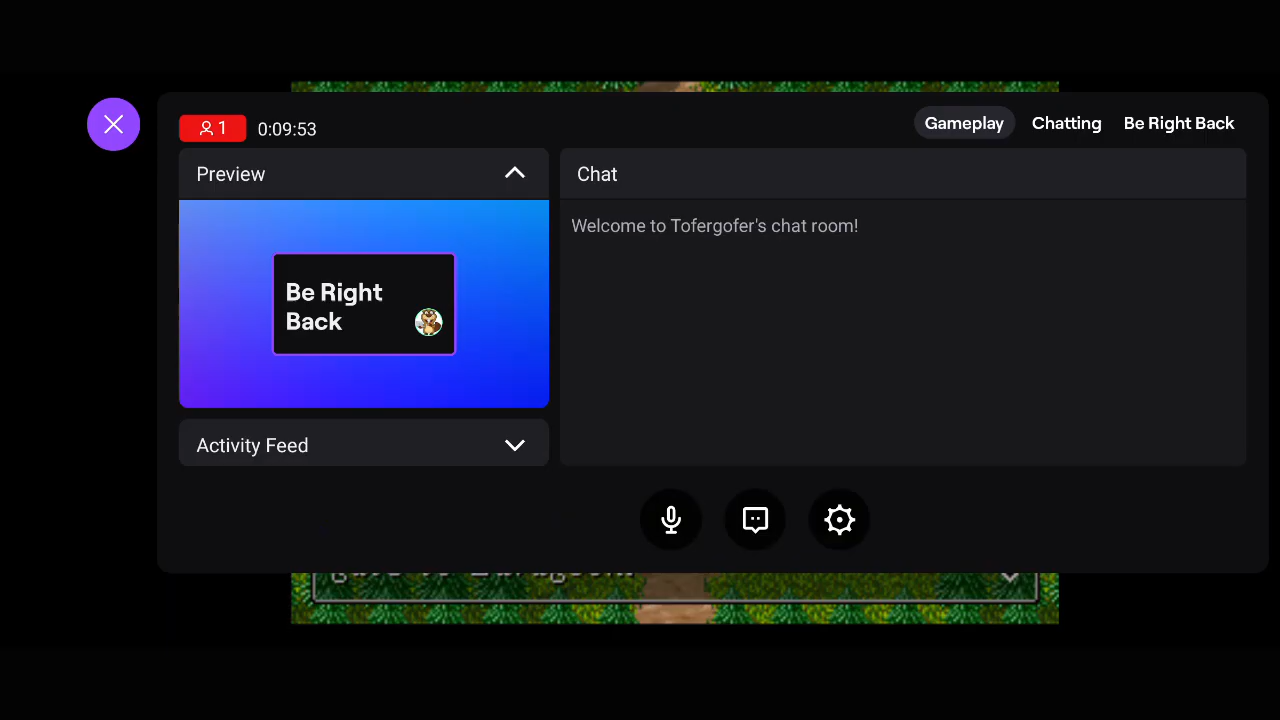 1
0:09:53
Gameplay
Chatting
Be Right Back
Preview
Chat
Welcome to Tofergofer's chat room!
Be Right
Back
Activity Feed